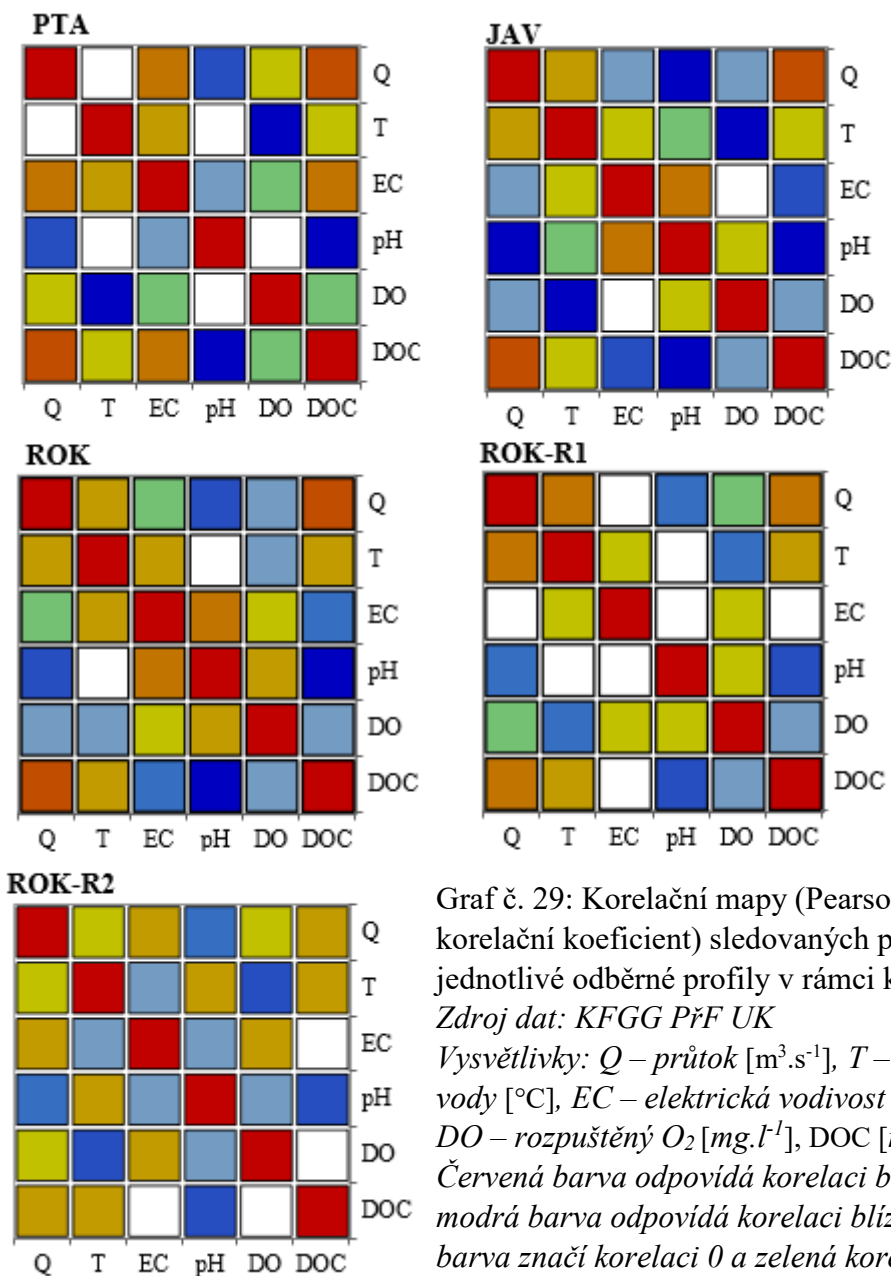 PTA
Q
T
EC
pH
DO
DOC
Q T EC pH DO DOC
JAV
Q
T
EC
pH
DO
DOC
Q T EC pH DO DOC
ROK
Q
T
EC
pH
DO
DOC
Q T EC pH DO DOC
ROK-R1
Q
T
EC
pH
DO
DOC
Q T EC pH DO DOC
ROK-R2
Q
T
EC
pH
DO
DOC
Q T EC pH DO DOC
Graf č. 29: Korelační mapy (Pearso
korelační koeficient) sledovaných p
jednotlivé odběrné profily v rámci k
Zdroj dat: KFGG PřF UK
Vysvětlivky: Q – průtok [m³.s⁻¹], T –
vody [°C], EC – elektrická vodivost
DO – rozpuštěný O₂ [mg.l⁻¹], DOC [
Červená barva odpovídá korelaci b
modrá barva odpovídá korelaci blíz
barva značí korelaci 0 a zelená kore